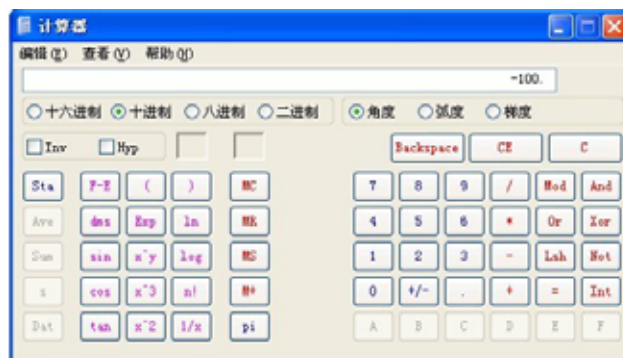 计算器
编辑(E) 查看(V) 帮助(H)
-100.
十六进制 十进制 八进制 二进制 角度 弧度 梯度
Inv Hyp Backspace CE C
Sta F-E ( ) MC 7 8 9 / Mod And
Ave dms Exp ln MR 4 5 6 * Or Xor
Sum sin x^y log MS 1 2 3 - Lsh Not
s cos x^3 n! M+ 0 +/- . + = Int
Dat tan x^2 1/x pi A B C D E F